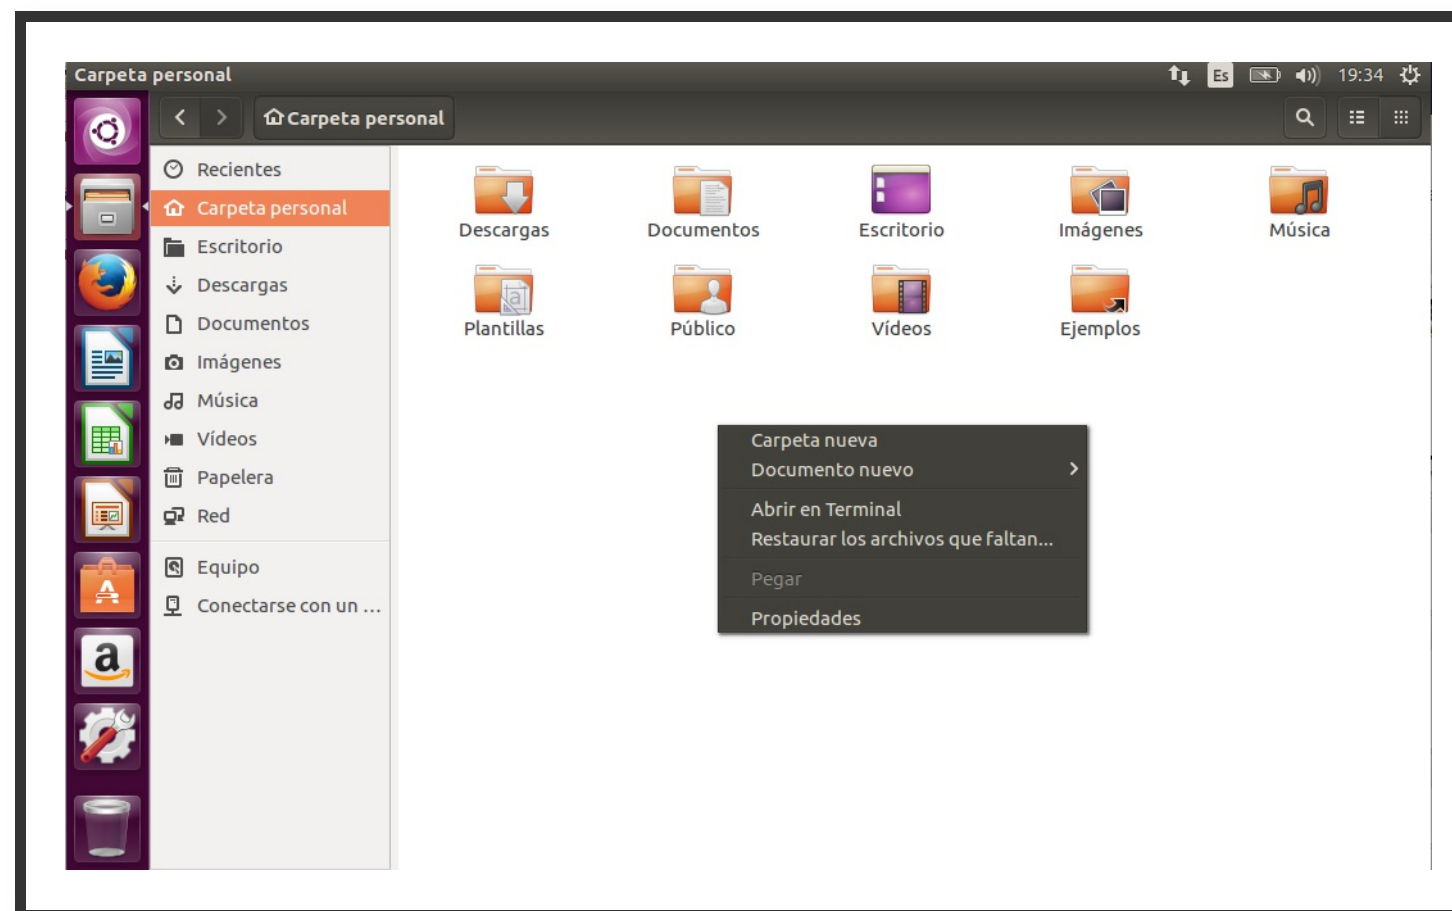 Carpeta personal
Es
19:34
Carpeta personal
Recientes
Carpeta personal
Escritorio
Descargas
Documentos
Imágenes
Música
Vídeos
Papelera
Red
Equipo
Conectarse con un ...
Descargas Documentos Escritorio Imágenes Música
Plantillas Público Vídeos Ejemplos
Carpeta nueva
Documento nuevo
Abrir en Terminal
Restaurar los archivos que faltan...
Pegar
Propiedades
a